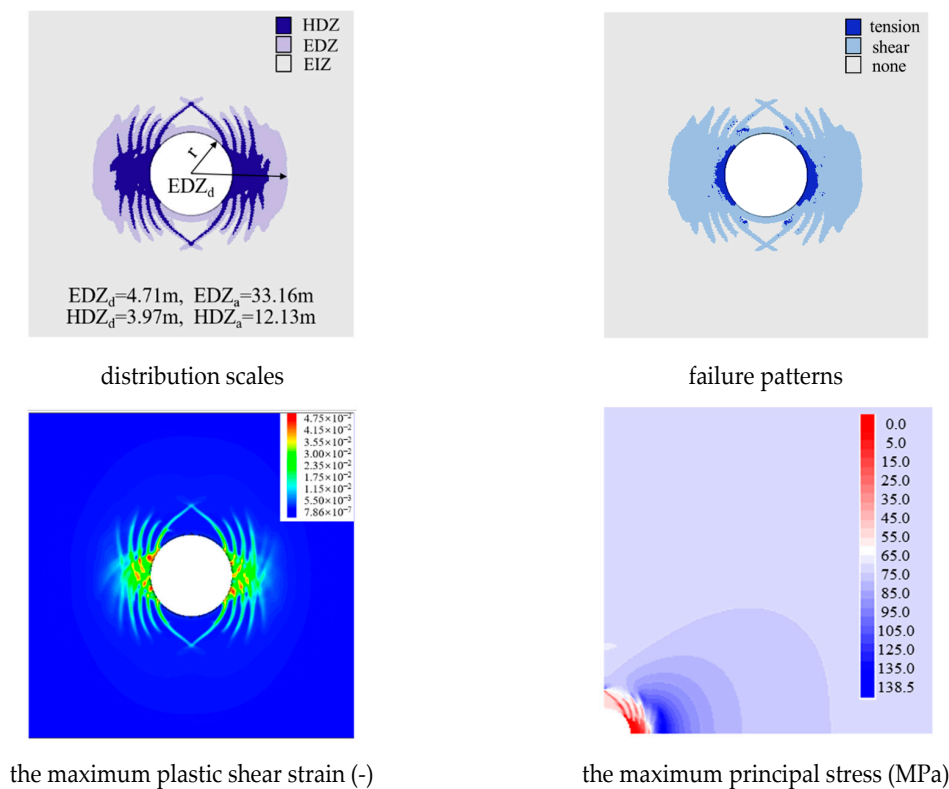 HDZ
EDZ
EIZ
r
EDZd
EDZd=4.71m, EDZa=33.16m
HDZd=3.97m, HDZa=12.13m
distribution scales
tension
shear
none
failure patterns
4.75×10⁻²
4.15×10⁻²
3.55×10⁻²
3.00×10⁻²
2.35×10⁻²
1.75×10⁻²
1.15×10⁻²
5.50×10⁻³
7.86×10⁻⁷
the maximum plastic shear strain (-)
0.0
5.0
15.0
25.0
35.0
45.0
55.0
65.0
75.0
85.0
95.0
105.0
125.0
135.0
138.5
the maximum principal stress (MPa)